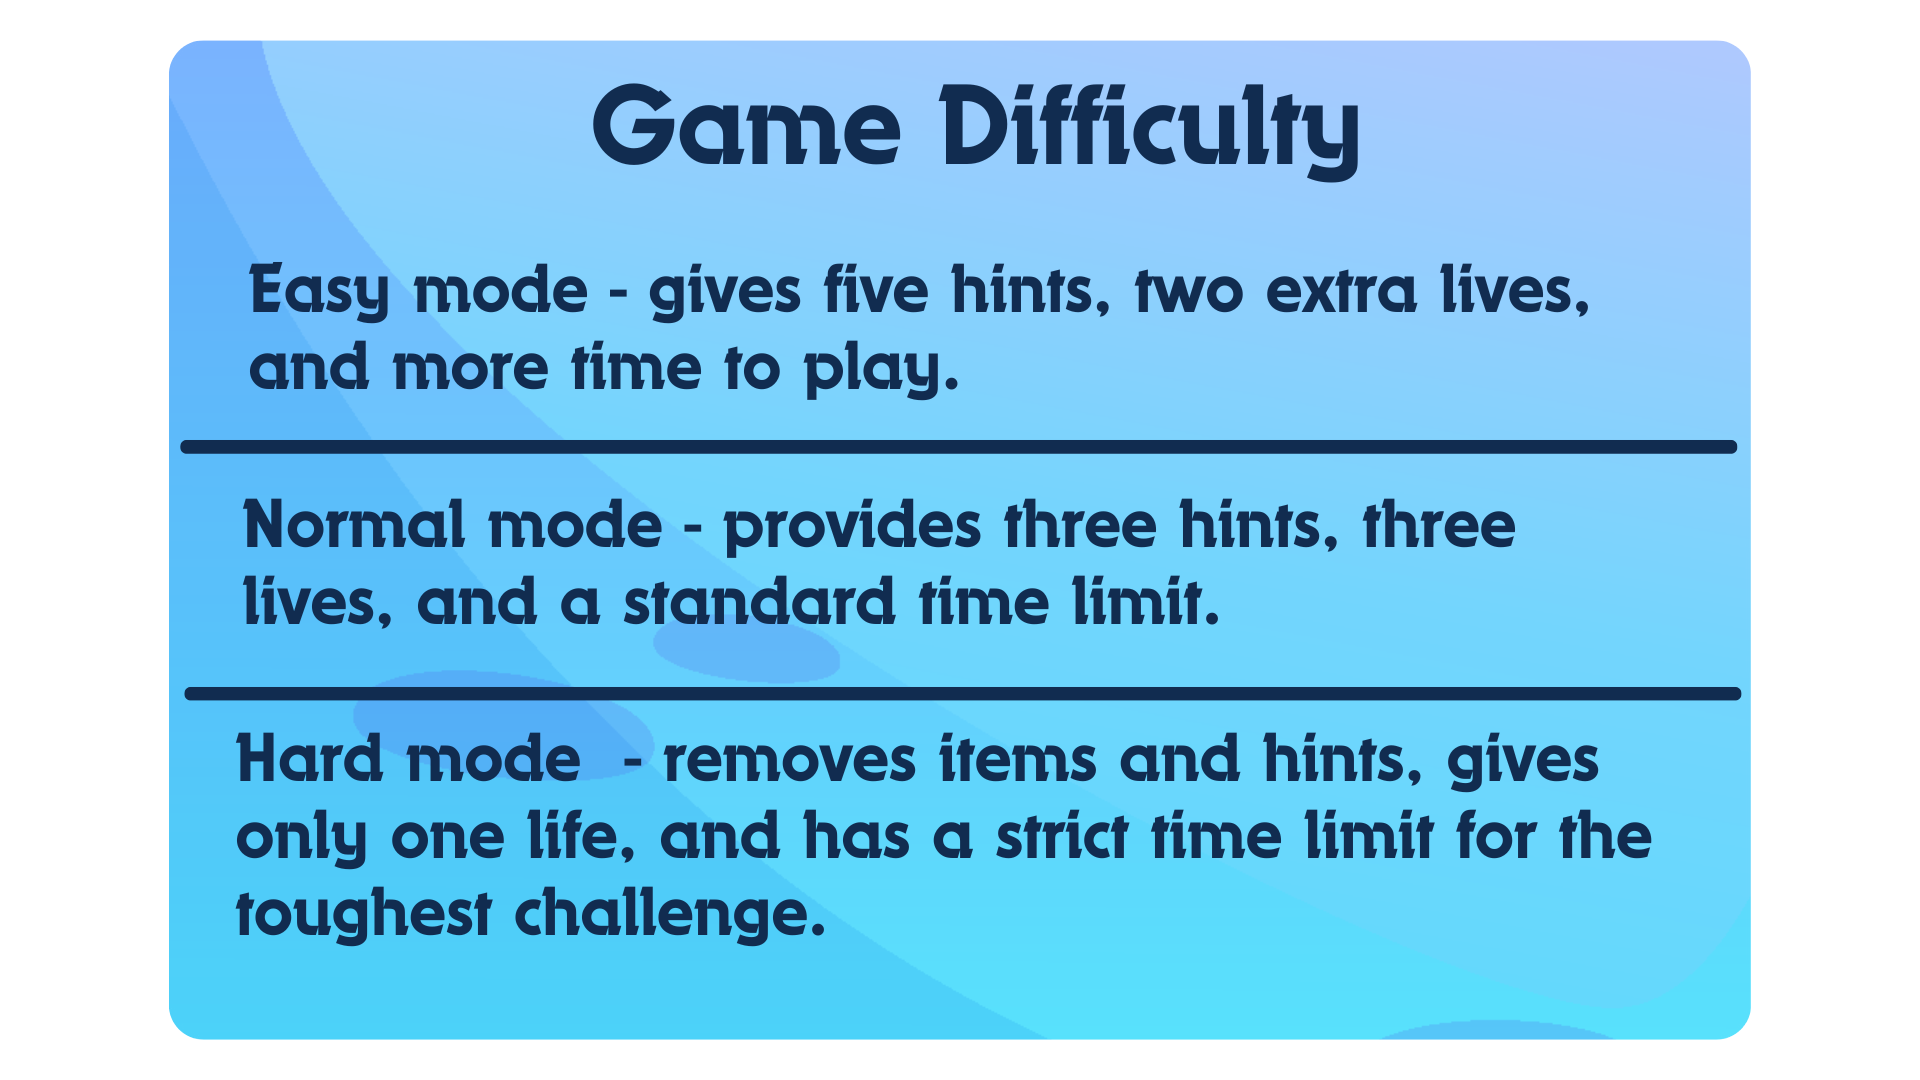 Game Difficulty
Easy mode - gives five hints, two extra lives,
and more time to play.
Normal mode - provides three hints, three
lives, and a standard time limit.
Hard mode  - removes items and hints, gives
only one life, and has a strict time limit for the
toughest challenge.